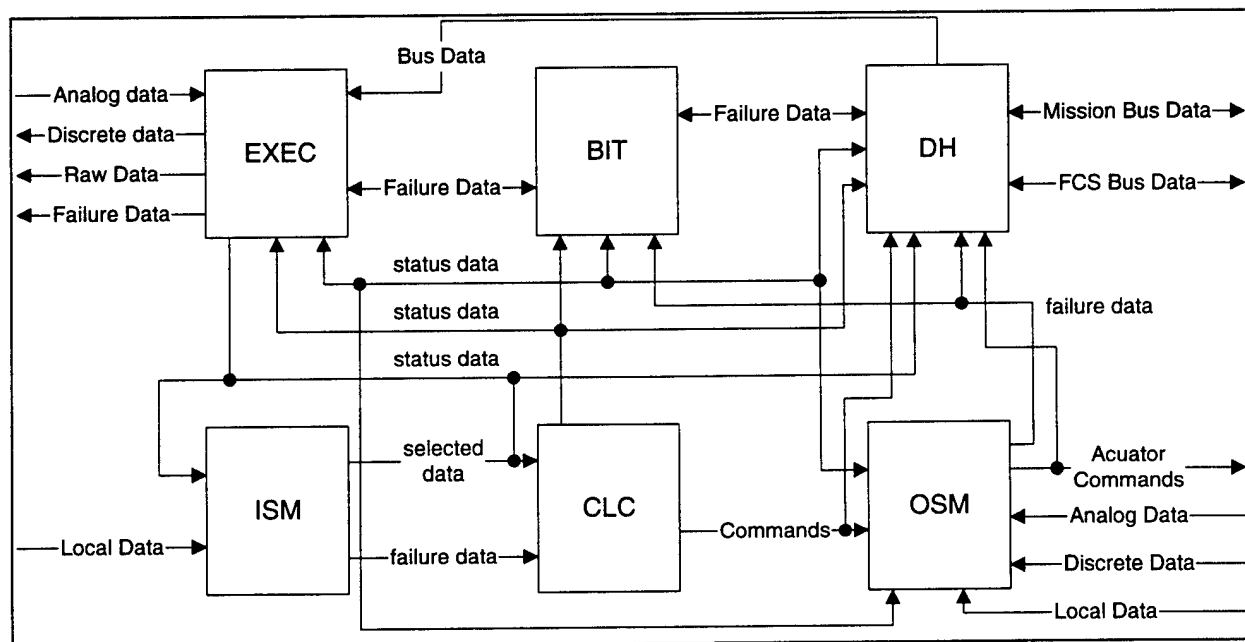 Bus Data
Analog data
Discrete data
Raw Data
Failure Data
EXEC
Failure Data
BIT
Failure Data
DH
Mission Bus Data
FCS Bus Data
status data
status data
status data
failure data
selected
data
ISM
CLC
OSM
Local Data
failure data
Commands
Acuator
Commands
Analog Data
Discrete Data
Local Data